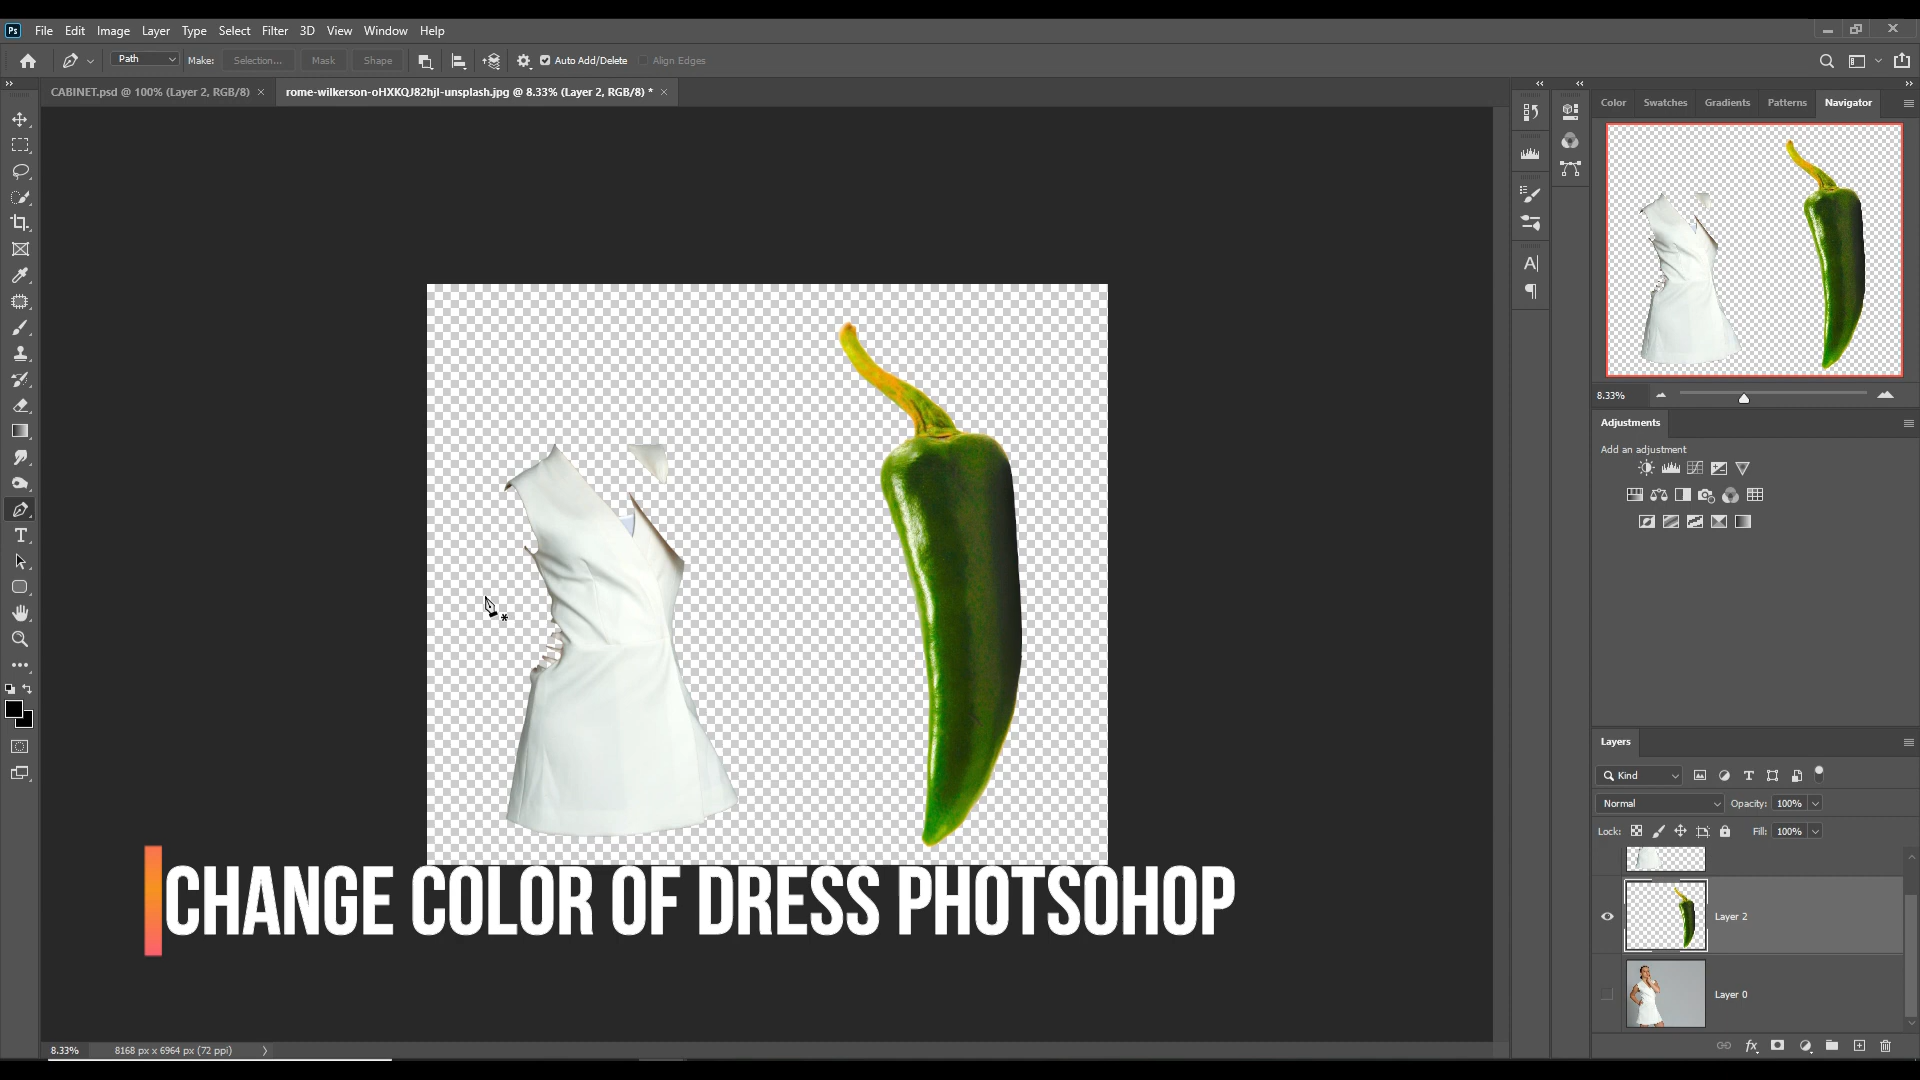 Ps File Edit Image Layer Type Select Filter 3D View Window Help
Path Make: Selection... Mask Shape Auto Add/Delete Align Edges
CABINET.psd @ 100% (Layer 2, RGB/8) × rome-wilkerson-oHXKQJ82hjI-unsplash.jpg @ 8.33% (Layer 2, RGB/8) * ×
Color Swatches Gradients Patterns Navigator
8.33%
Adjustments
Add an adjustment
CHANGE COLOR OF DRESS PHOTSOHOP
Layers
Kind
Normal Opacity: 100%
Lock: Fill: 100%
Layer 2
Layer 0
8.33% 8168 px x 6964 px (72 ppi)